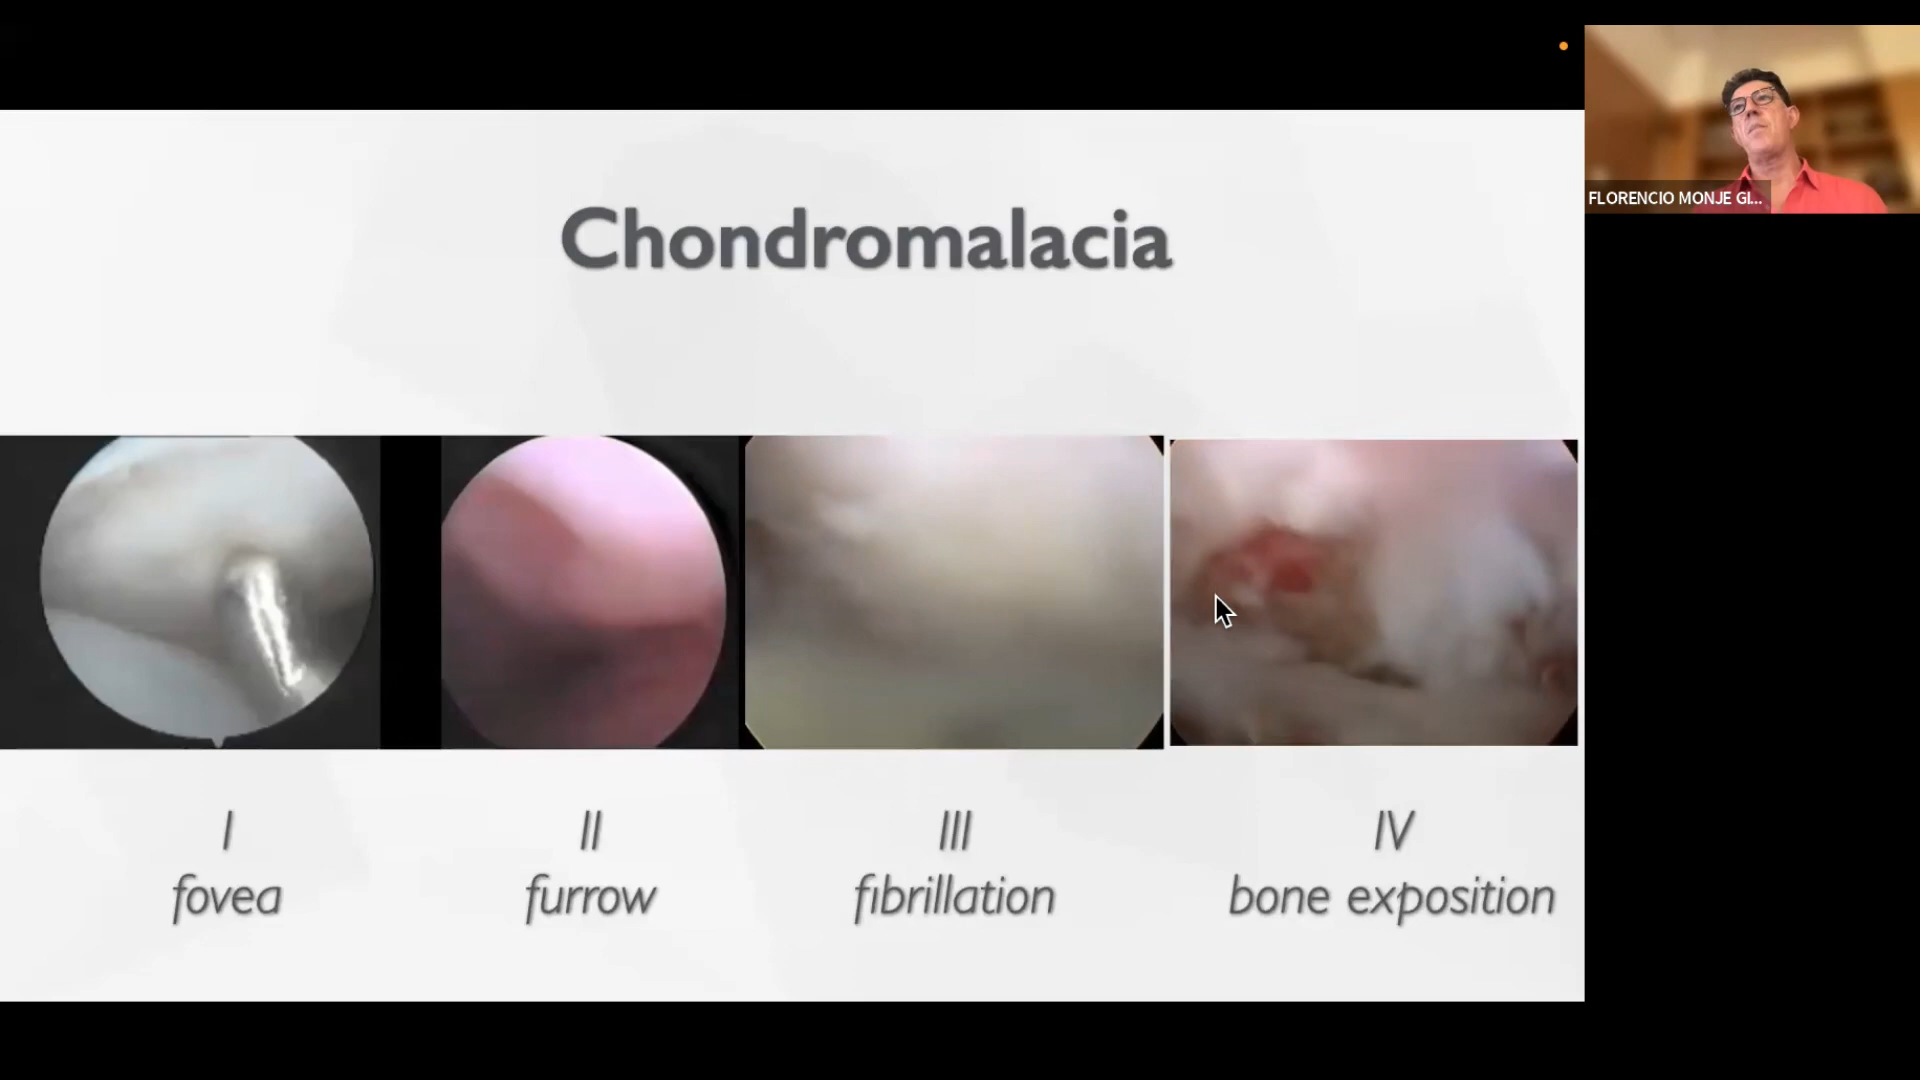 FLORENCIO MONJE GI...
Chondromalacia
I
fovea
II
furrow
III
fibrillation
IV
bone exposition